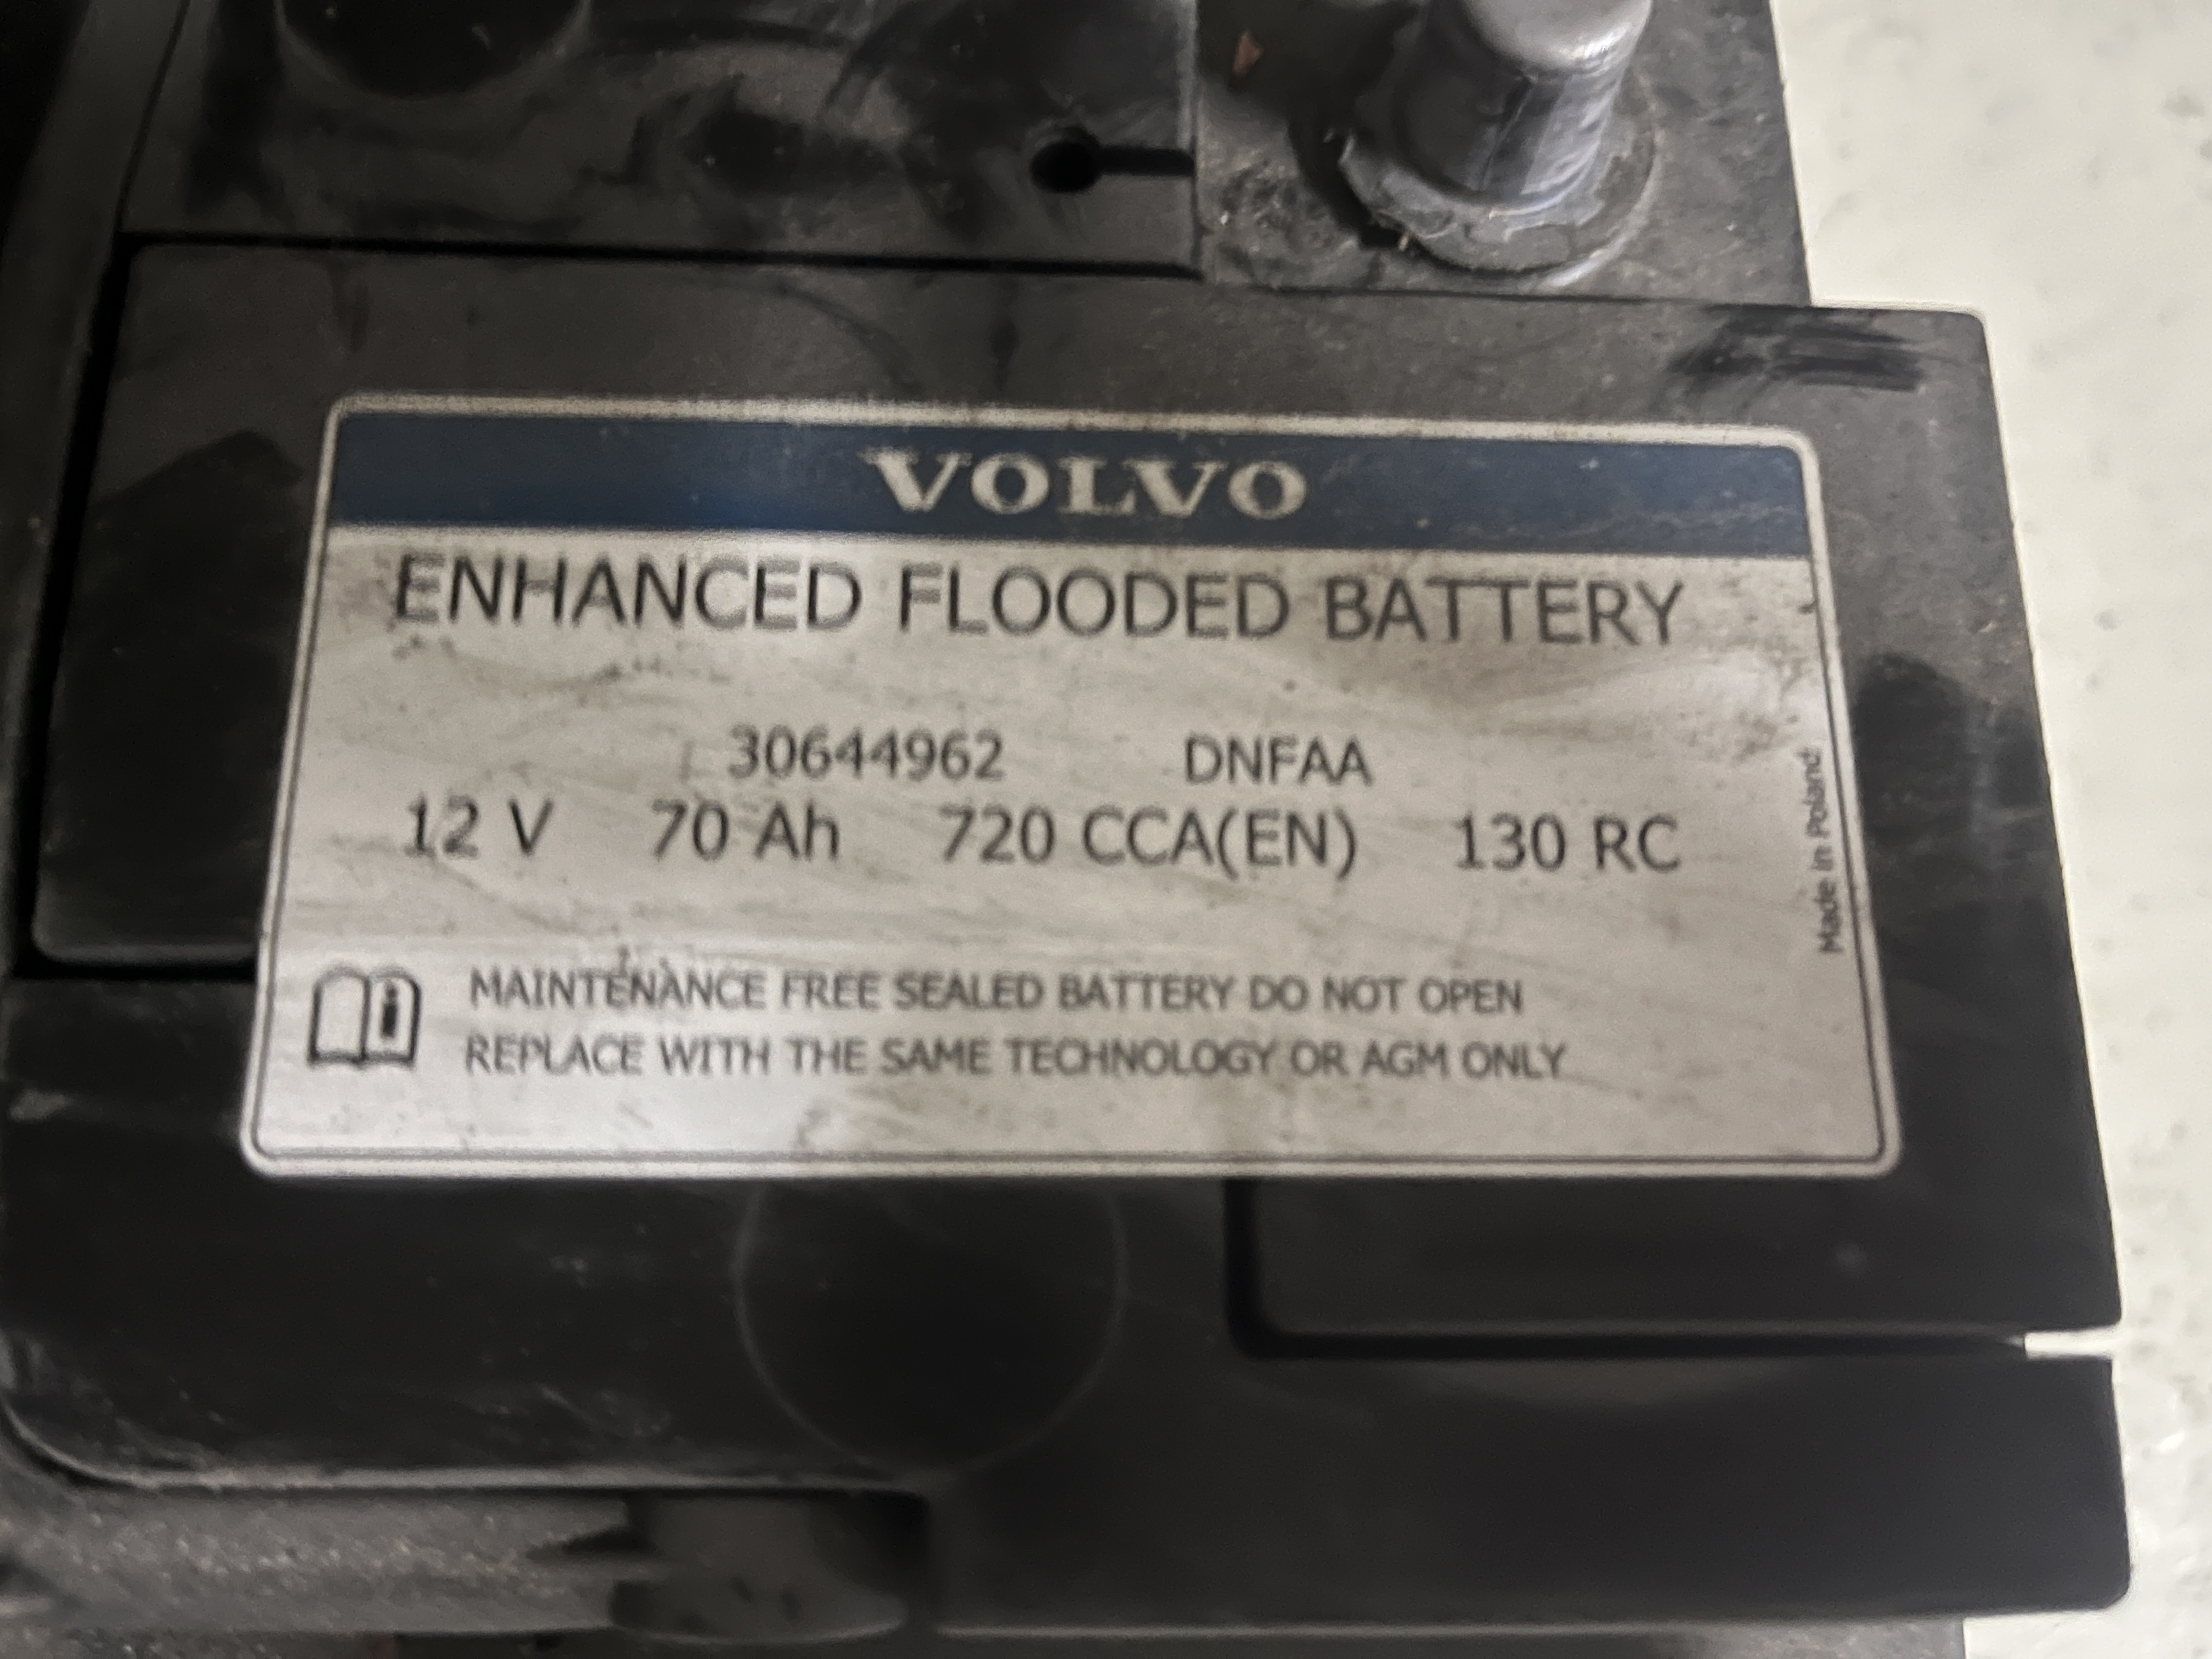 VOLVO
ENHANCED FLOODED BATTERY
30644962 DNFAA
12 V 70 Ah 720 CCA(EN) 130 RC
Made in Poland
MAINTENANCE FREE SEALED BATTERY DO NOT OPEN
REPLACE WITH THE SAME TECHNOLOGY OR AGM ONLY